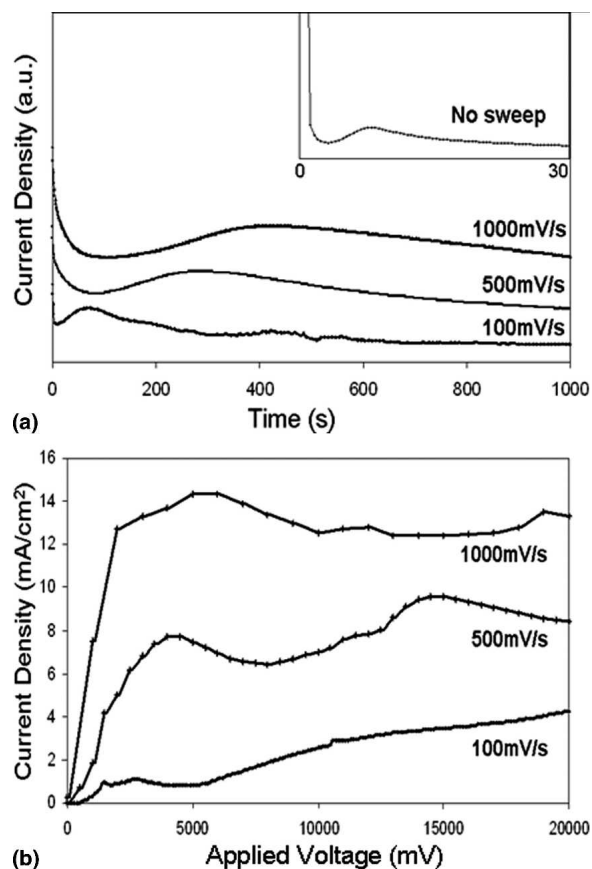 Current Density (a.u.)
No sweep
0
30
1000mV/s
500mV/s
100mV/s
0
200
400
600
800
1000
Time (s)
(a)
Current Density (mA/cm²)
16
14
12
10
8
6
4
2
0
1000mV/s
500mV/s
100mV/s
0
5000
10000
15000
20000
Applied Voltage (mV)
(b)